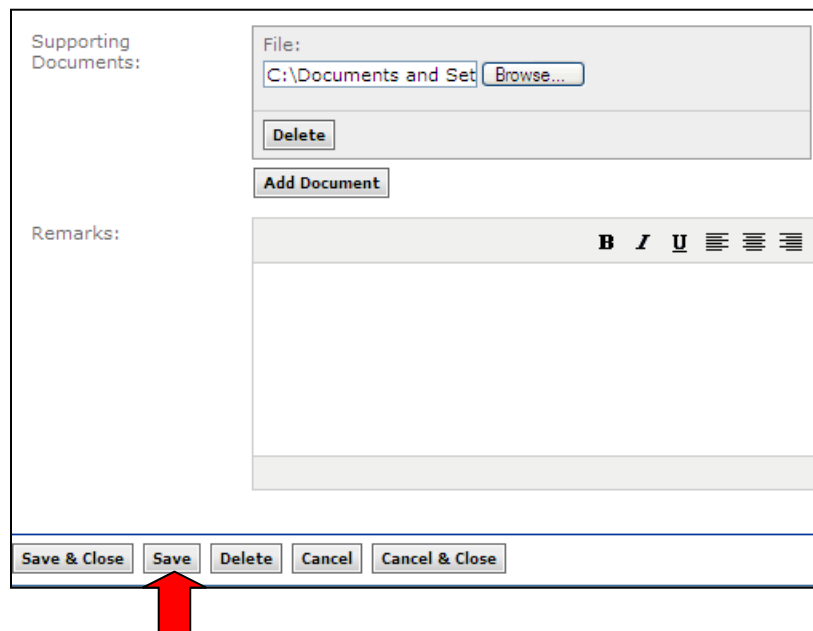 Supporting
Documents:
File:
C:\Documents and Set Browse...
Delete
Add Document
Remarks:
B I U
Save & Close Save Delete Cancel Cancel & Close